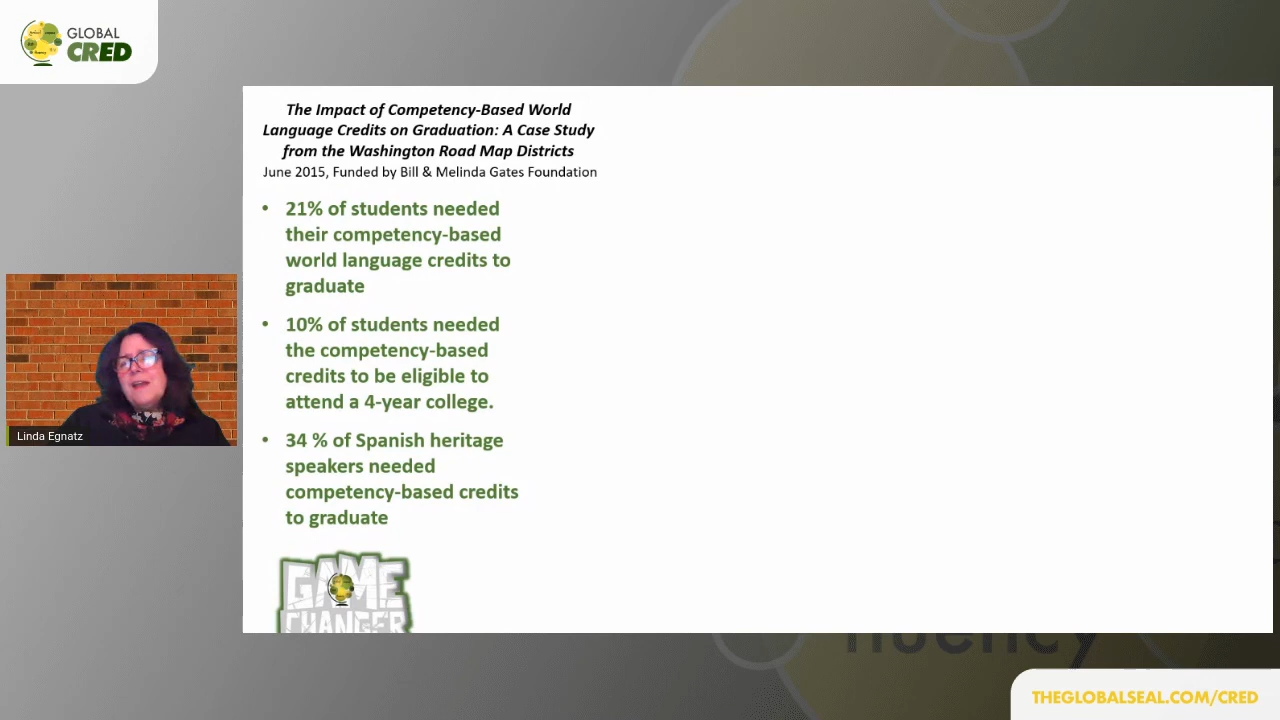 GLOBAL
CRED
The Impact of Competency-Based World
Language Credits on Graduation: A Case Study
from the Washington Road Map Districts
June 2015, Funded by Bill & Melinda Gates Foundation
• 21% of students needed
their competency-based
world language credits to
graduate
• 10% of students needed
the competency-based
credits to be eligible to
attend a 4-year college.
• 34 % of Spanish heritage
speakers needed
competency-based credits
to graduate
GAME
CHANGER
Linda Egnatz
fluency
THEGLOBALSEAL.COM/CRED